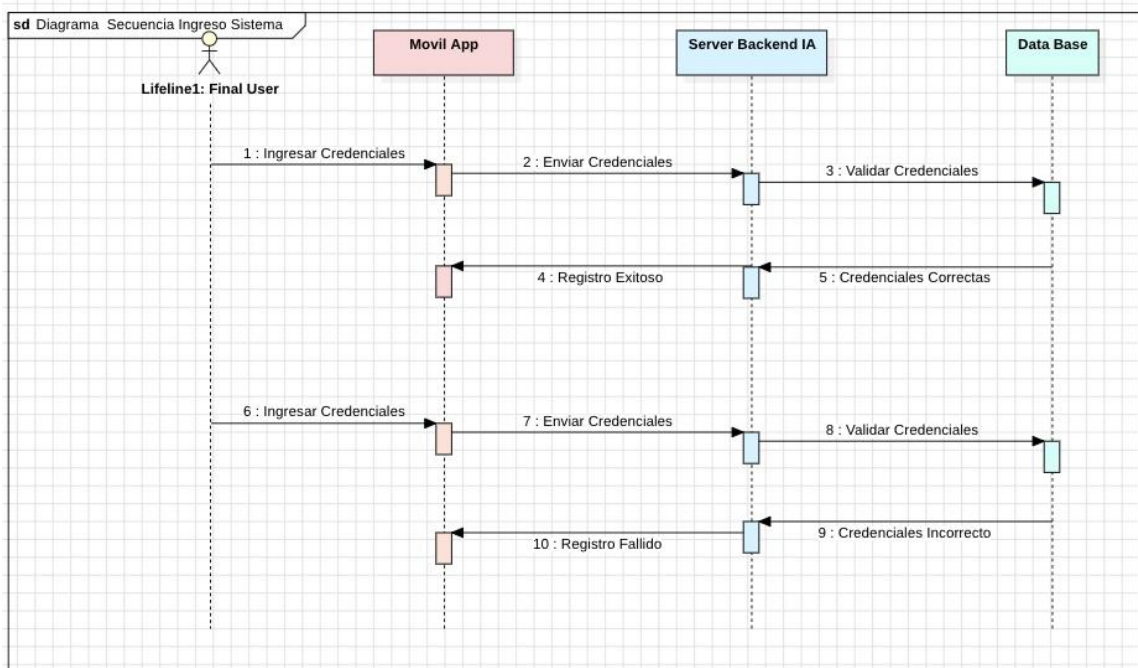 sd Diagrama Secuencia Ingreso Sistema
Movil App
Server Backend IA
Data Base
Lifeline1: Final User
1 : Ingresar Credenciales
2 : Enviar Credenciales
3 : Validar Credenciales
4 : Registro Exitoso
5 : Credenciales Correctas
6 : Ingresar Credenciales
7 : Enviar Credenciales
8 : Validar Credenciales
9 : Credenciales Incorrecto
10 : Registro Fallido